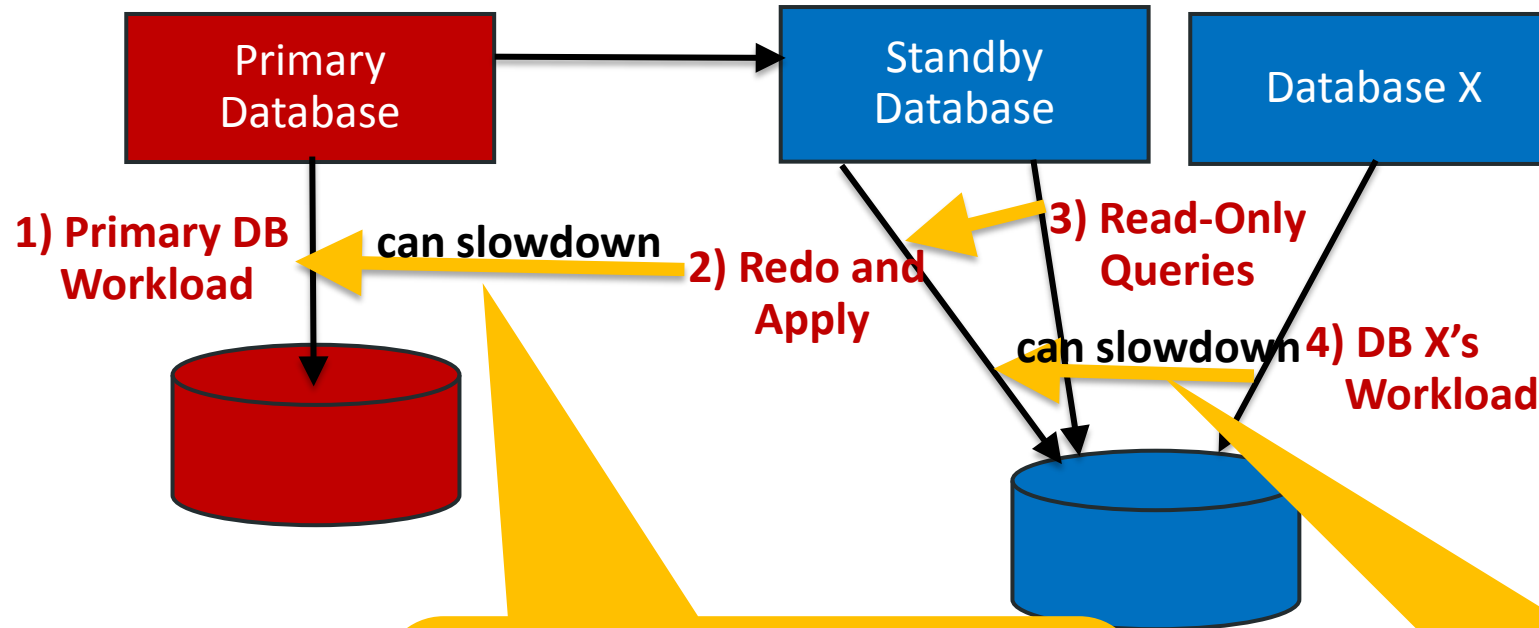 Primary
Database
Standby
Database
Database X
1) Primary DB
Workload
can slowdown
2) Redo and
Apply
3) Read-Only
Queries
can slowdown
4) DB X’s
Workload